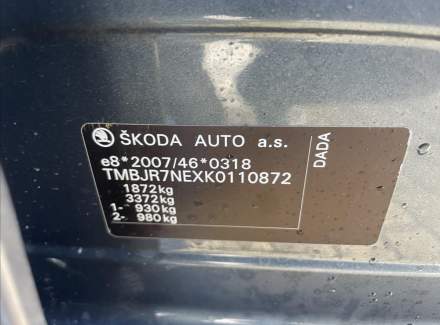 ŠKODA AUTO a.s.
e8*2007/46*0318
TMBJR7NEXK0110872
1872kg
3372kg
1- 930kg
2- 980kg
DADA